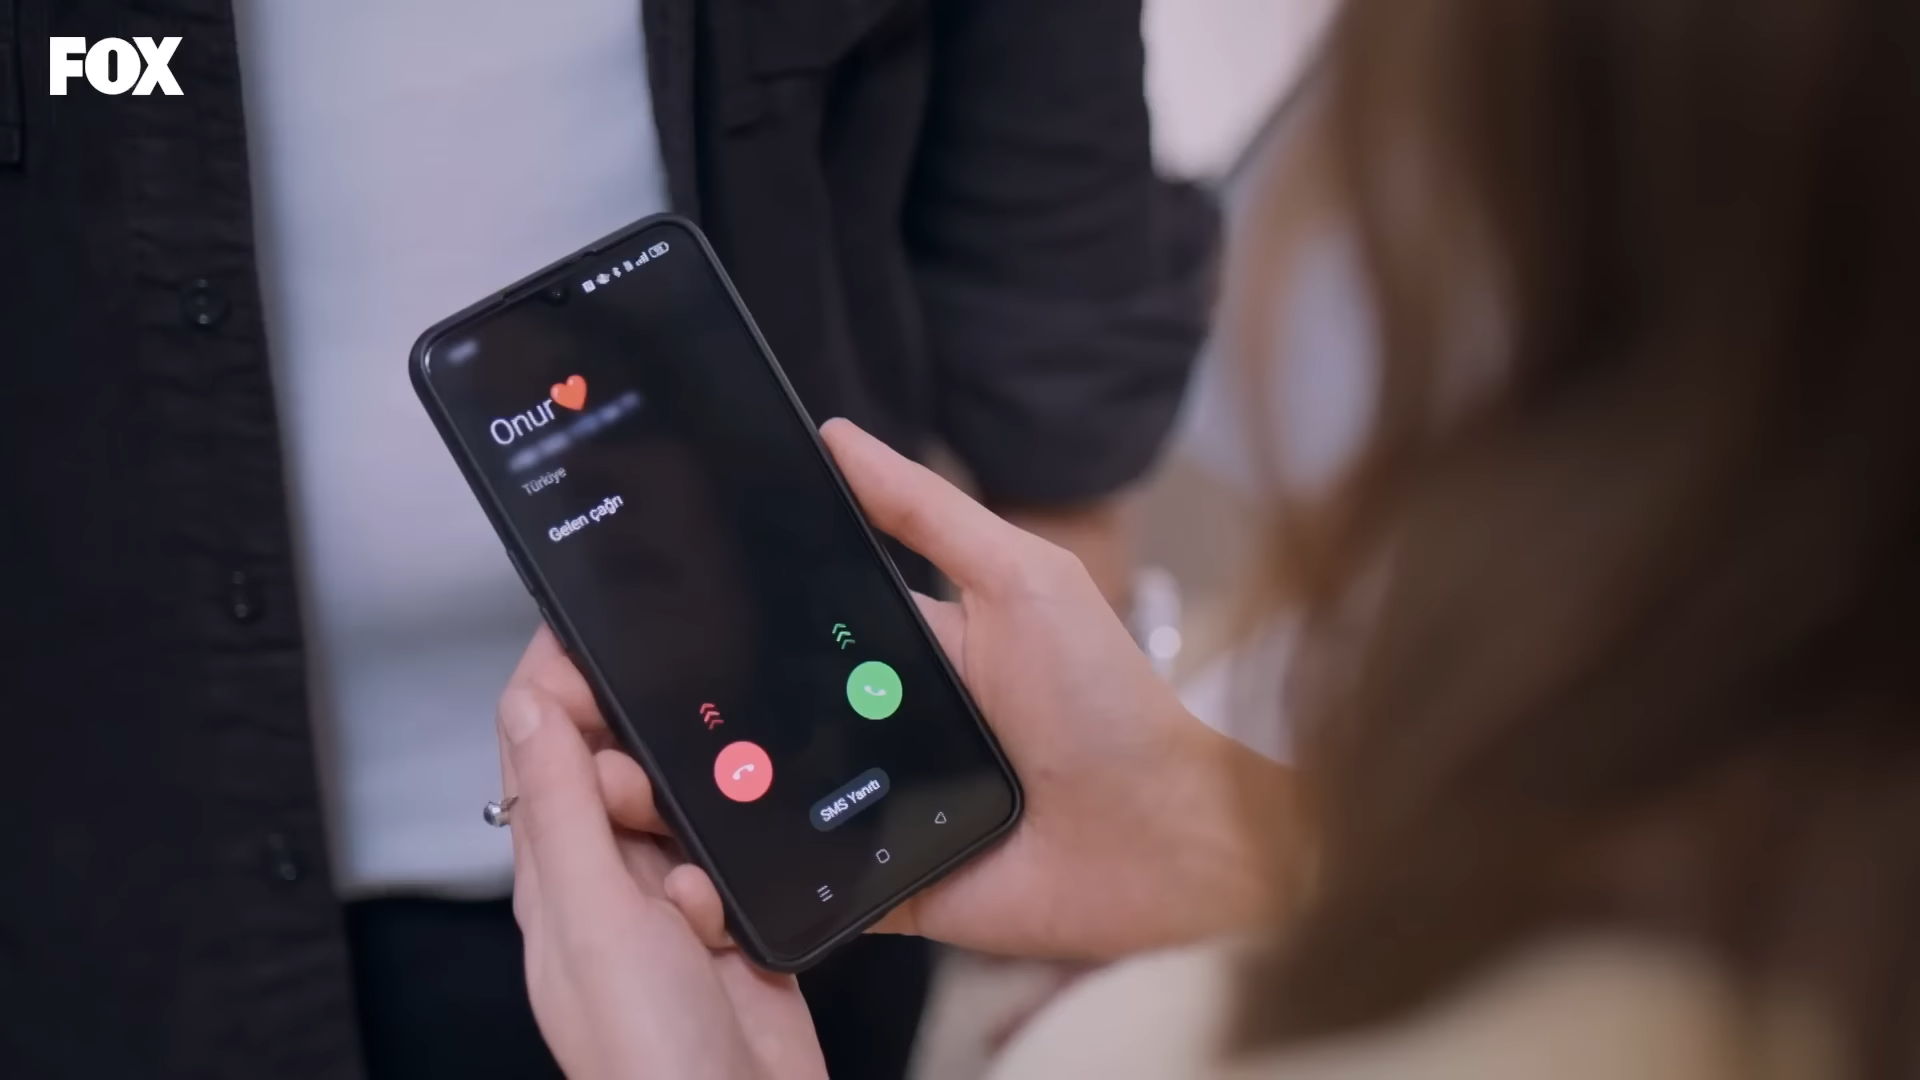 FOX
Onur❤️
Türkiye
Gelen çağrı
SMS Yanıtı